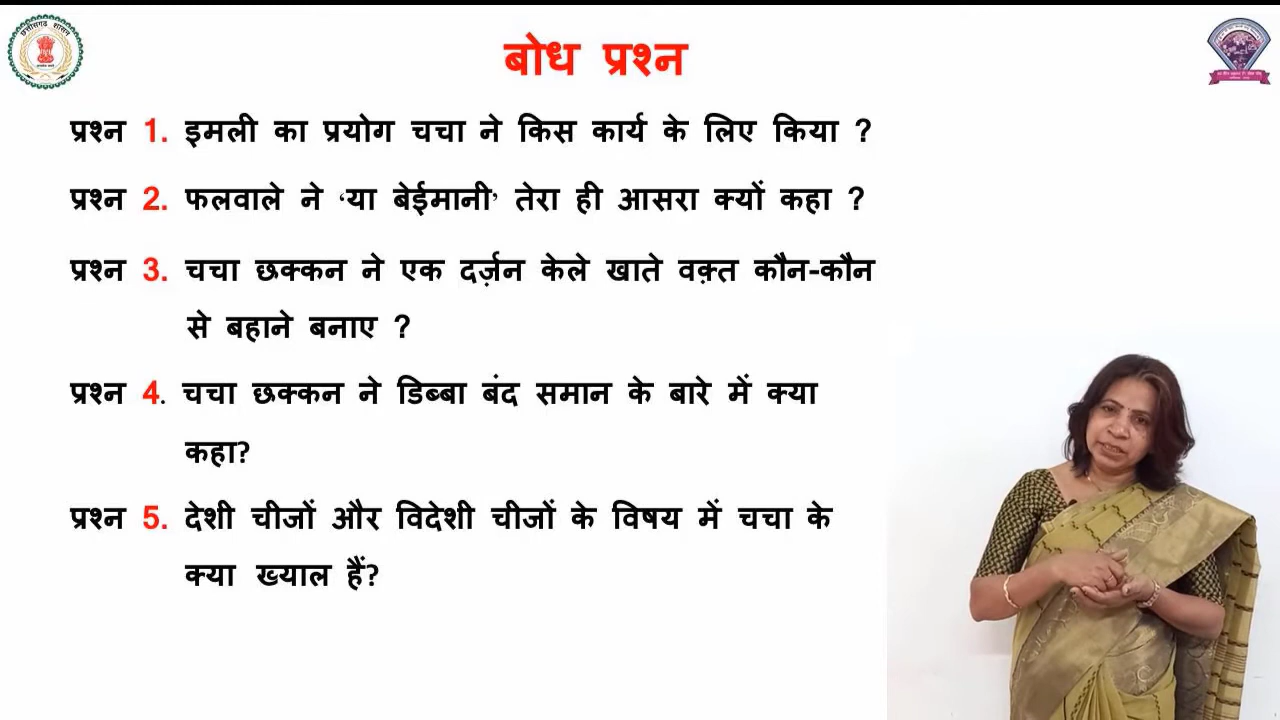 बोध प्रश्न
प्रश्न 1. इमली का प्रयोग चचा ने किस कार्य के लिए किया ?
प्रश्न 2. फलवाले ने ‘या बेईमानी’ तेरा ही आसरा क्यों कहा ?
प्रश्न 3. चचा छक्कन ने एक दर्ज़न केले खाते वक़्त कौन-कौन
से बहाने बनाए ?
प्रश्न 4. चचा छक्कन ने डिब्बा बंद समान के बारे में क्या
कहा?
प्रश्न 5. देशी चीजों और विदेशी चीजों के विषय में चचा के
क्या ख्याल हैं?